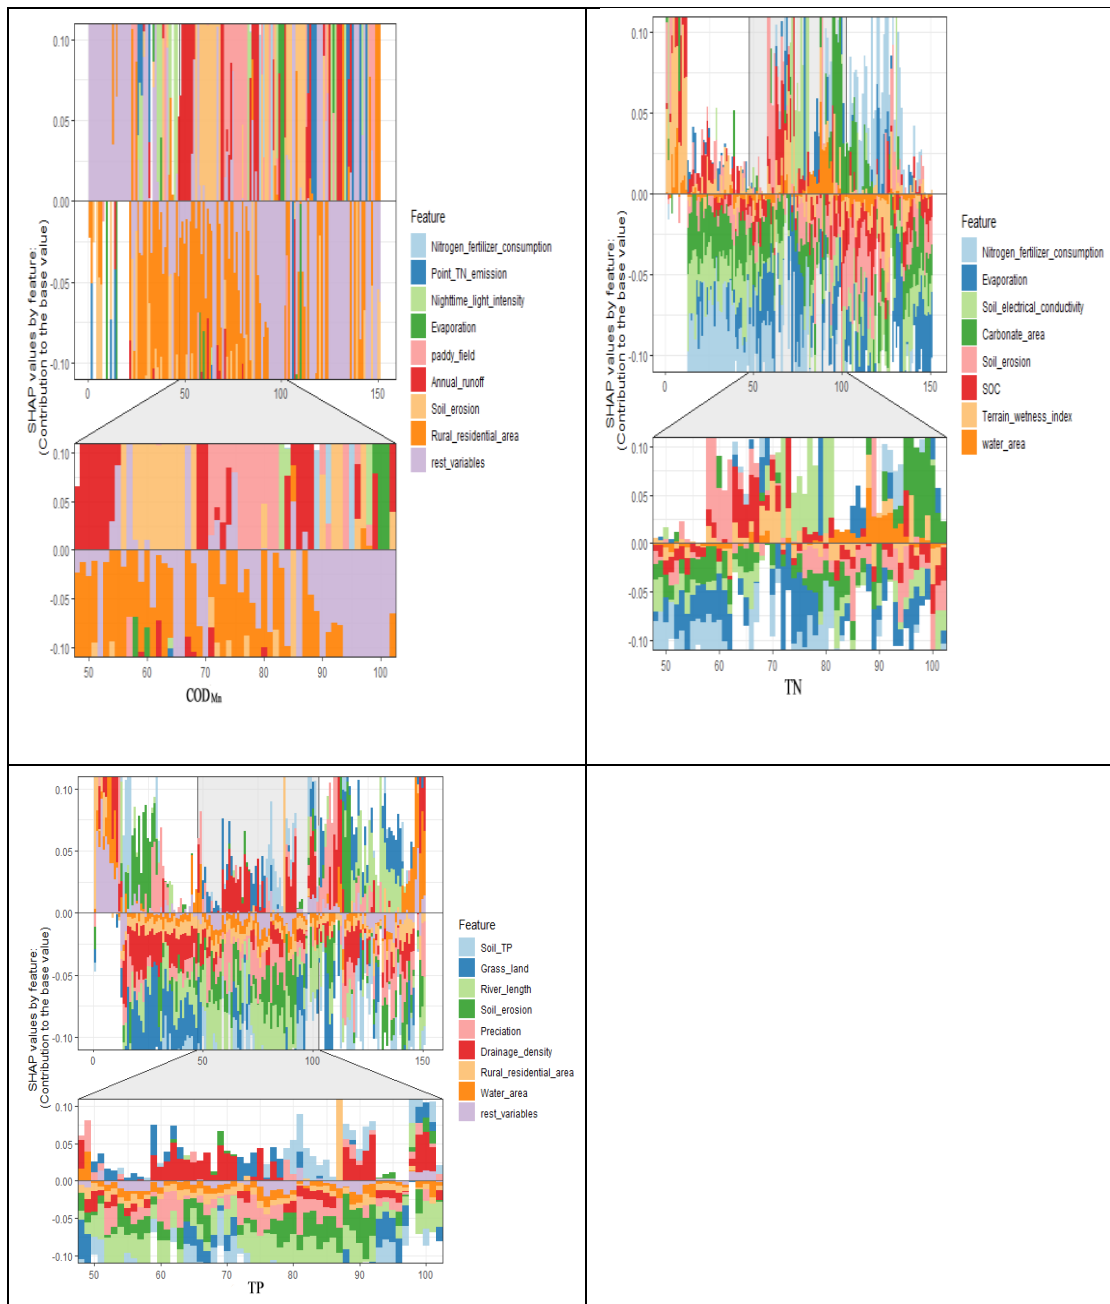 SHAP values by feature:
(Contribution to the base value)
0.10
0.05
0.00
-0.05
-0.10
0 50 100 150
0.10
0.05
0.00
-0.05
-0.10
50 60 70 80 90 100
COD Mn
Feature
Nitrogen_fertilizer_consumption
Point_TN_emission
Nighttime_light_intensity
Evaporation
paddy_field
Annual_runoff
Soil_erosion
Rural_residential_area
rest_variables
SHAP values by feature:
(Contribution to the base value)
0.10
0.05
0.00
-0.05
-0.10
0 50 100 150
0.10
0.05
0.00
-0.05
-0.10
50 60 70 80 90 100
TN
Feature
Nitrogen_fertilizer_consumption
Evaporation
Soil_electrical_conductivity
Carbonate_area
Soil_erosion
SOC
Terrain_wetness_index
water_area
SHAP values by feature:
(Contribution to the base value)
0.10
0.05
0.00
-0.05
-0.10
0 50 100 150
0.10
0.05
0.00
-0.05
-0.10
50 60 70 80 90 100
TP
Feature
Soil_TP
Grass_land
River_length
Soil_erosion
Preciation
Drainage_density
Rural_residential_area
Water_area
rest_variables